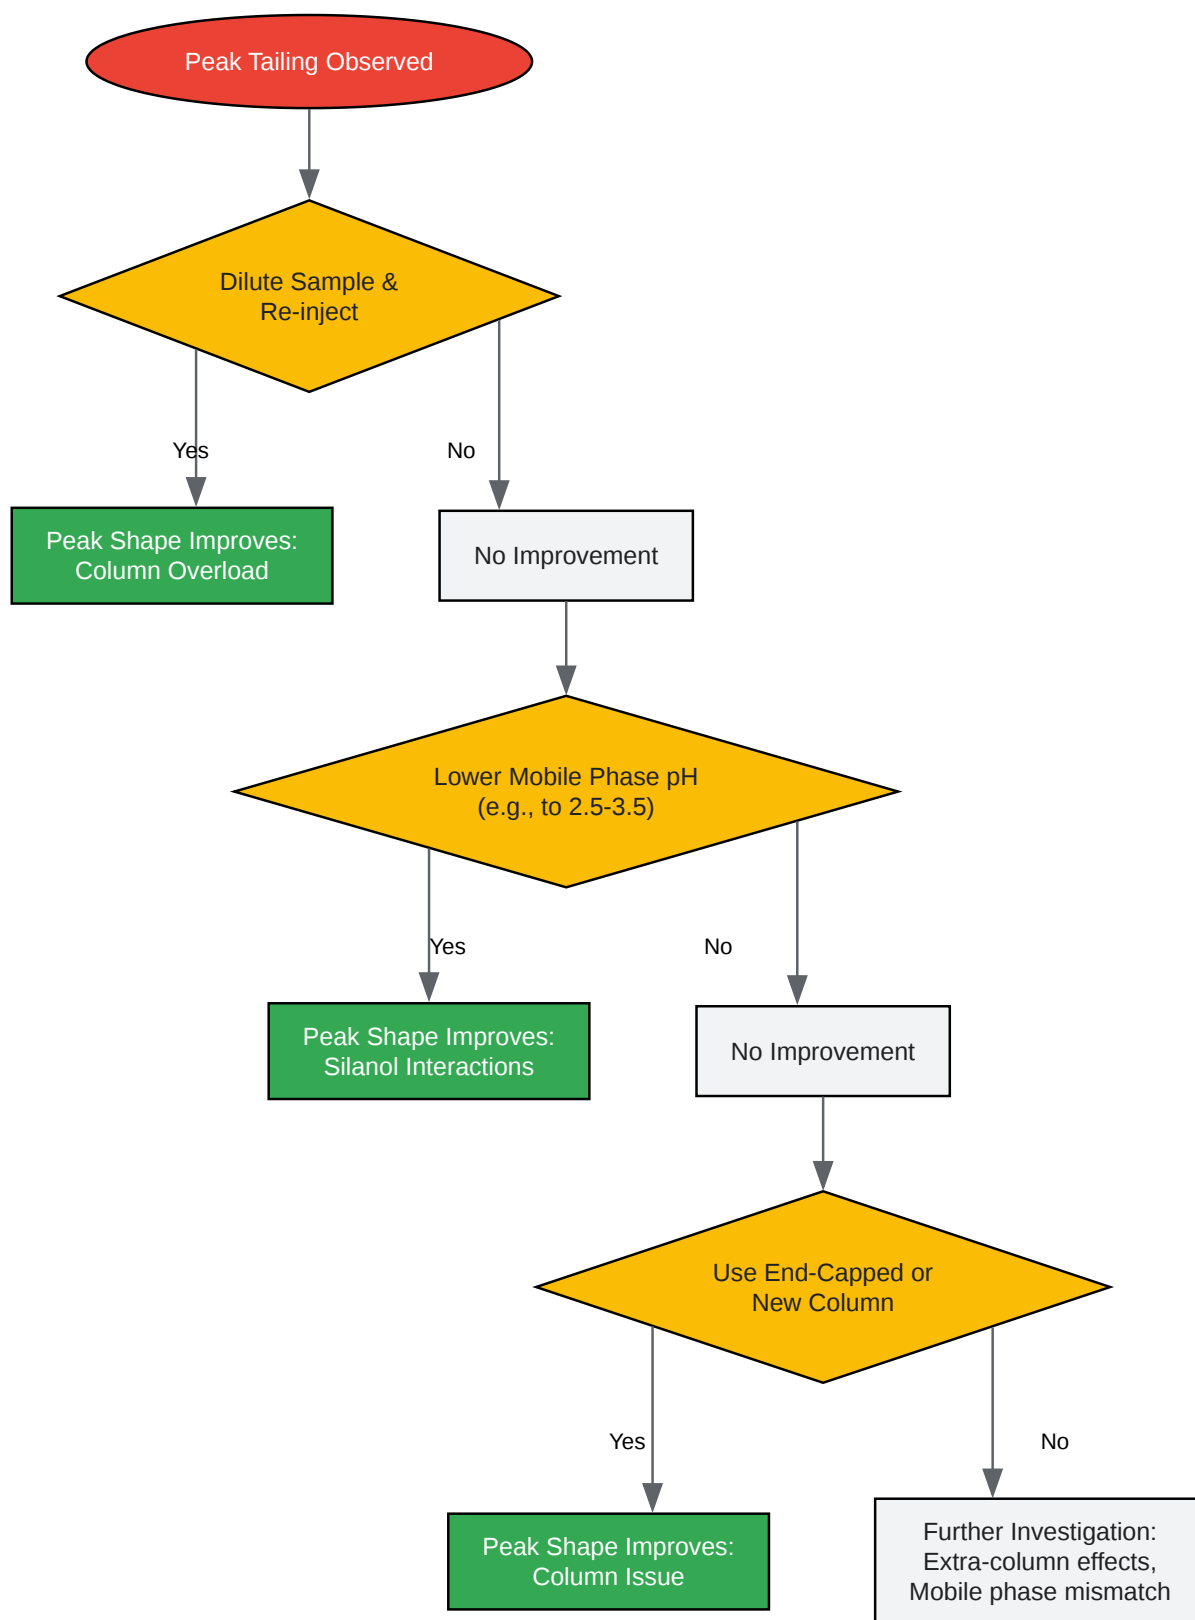 Peak Tailing Observed
Dilute Sample &
Re-inject
Yes
No
Peak Shape Improves:
Column Overload
No Improvement
Lower Mobile Phase pH
(e.g., to 2.5-3.5)
Yes
No
Peak Shape Improves:
Silanol Interactions
No Improvement
Use End-Capped or
New Column
Yes
No
Peak Shape Improves:
Column Issue
Further Investigation:
Extra-column effects,
Mobile phase mismatch